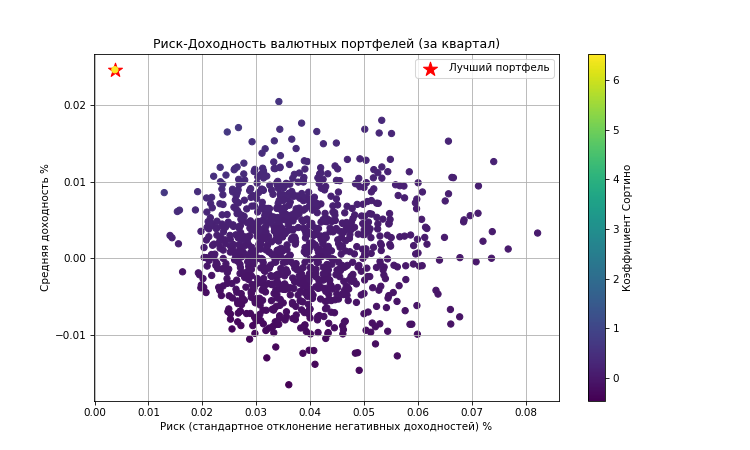 Риск-Доходность валютных портфелей (за квартал)
Лучший портфель
Средняя доходность %
0.02
0.01
0.00
−0.01
0.00 0.01 0.02 0.03 0.04 0.05 0.06 0.07 0.08
Риск (стандартное отклонение негативных доходностей) %
6
5
4
3
2
1
0
Коэффициент Сортино